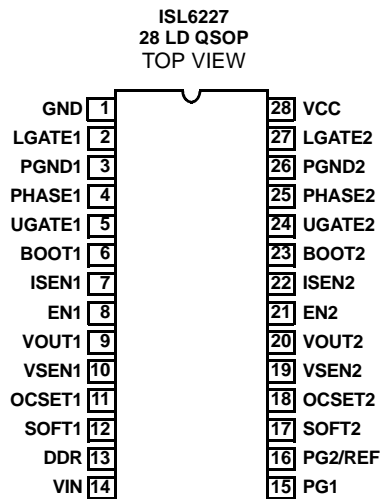 ISL6227
28 LD QSOP
TOP VIEW
GND 1 28 VCC
LGATE1 2 27 LGATE2
PGND1 3 26 PGND2
PHASE1 4 25 PHASE2
UGATE1 5 24 UGATE2
BOOT1 6 23 BOOT2
ISEN1 7 22 ISEN2
EN1 8 21 EN2
VOUT1 9 20 VOUT2
VSEN1 10 19 VSEN2
OCSET1 11 18 OCSET2
SOFT1 12 17 SOFT2
DDR 13 16 PG2/REF
VIN 14 15 PG1